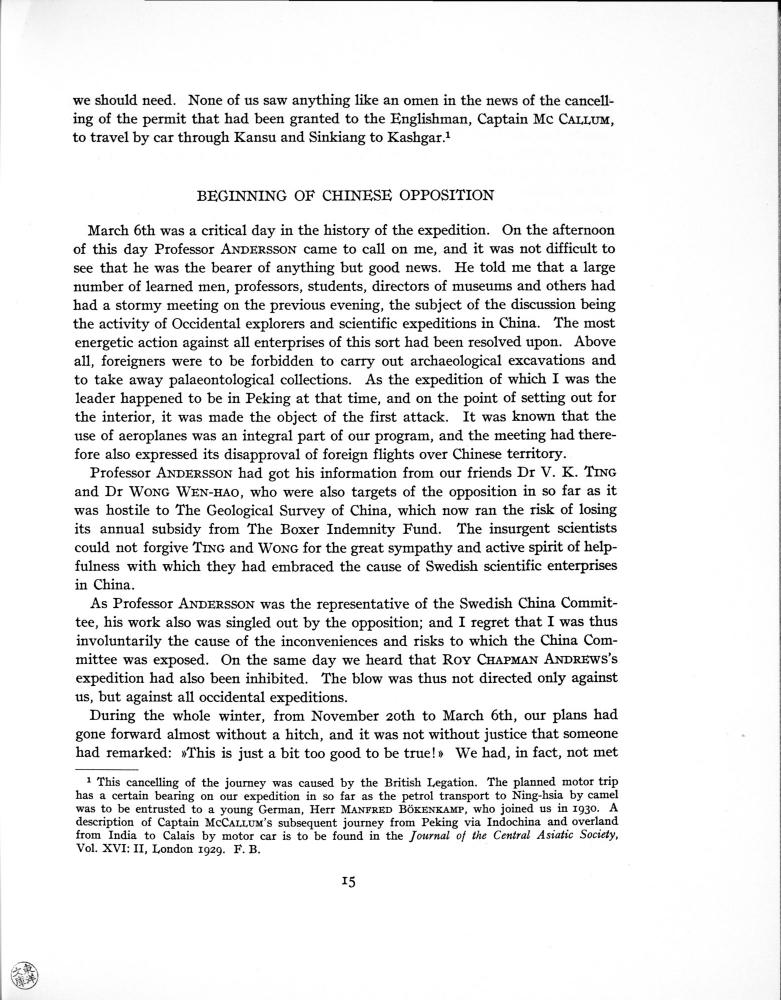 we should need. None of us saw anything like an omen in the news of the cancell-
ing of the permit that had been granted to the Englishman, Captain Mc CALLUM,
to travel by car through Kansu and Sinkiang to Kashgar.¹
BEGINNING OF CHINESE OPPOSITION
March 6th was a critical day in the history of the expedition. On the afternoon
of this day Professor ANDERSSON came to call on me, and it was not difficult to
see that he was the bearer of anything but good news. He told me that a large
number of learned men, professors, students, directors of museums and others had
had a stormy meeting on the previous evening, the subject of the discussion being
the activity of Occidental explorers and scientific expeditions in China. The most
energetic action against all enterprises of this sort had been resolved upon. Above
all, foreigners were to be forbidden to carry out archaeological excavations and
to take away palaeontological collections. As the expedition of which I was the
leader happened to be in Peking at that time, and on the point of setting out for
the interior, it was made the object of the first attack. It was known that the
use of aeroplanes was an integral part of our program, and the meeting had there-
fore also expressed its disapproval of foreign flights over Chinese territory.
Professor ANDERSSON had got his information from our friends Dr V. K. TING
and Dr WONG WEN-HAO, who were also targets of the opposition in so far as it
was hostile to The Geological Survey of China, which now ran the risk of losing
its annual subsidy from The Boxer Indemnity Fund. The insurgent scientists
could not forgive TING and WONG for the great sympathy and active spirit of help-
fulness with which they had embraced the cause of Swedish scientific enterprises
in China.
As Professor ANDERSSON was the representative of the Swedish China Commit-
tee, his work also was singled out by the opposition; and I regret that I was thus
involuntarily the cause of the inconveniences and risks to which the China Com-
mittee was exposed. On the same day we heard that ROY CHAPMAN ANDREWS's
expedition had also been inhibited. The blow was thus not directed only against
us, but against all occidental expeditions.
During the whole winter, from November 20th to March 6th, our plans had
gone forward almost without a hitch, and it was not without justice that someone
had remarked: »This is just a bit too good to be true!» We had, in fact, not met
¹ This cancelling of the journey was caused by the British Legation. The planned motor trip
has a certain bearing on our expedition in so far as the petrol transport to Ning-hsia by camel
was to be entrusted to a young German, Herr MANFRED BÖKENKAMP, who joined us in 1930. A
description of Captain MCCALLUM's subsequent journey from Peking via Indochina and overland
from India to Calais by motor car is to be found in the Journal of the Central Asiatic Society,
Vol. XVI: II, London 1929. F. B.
15